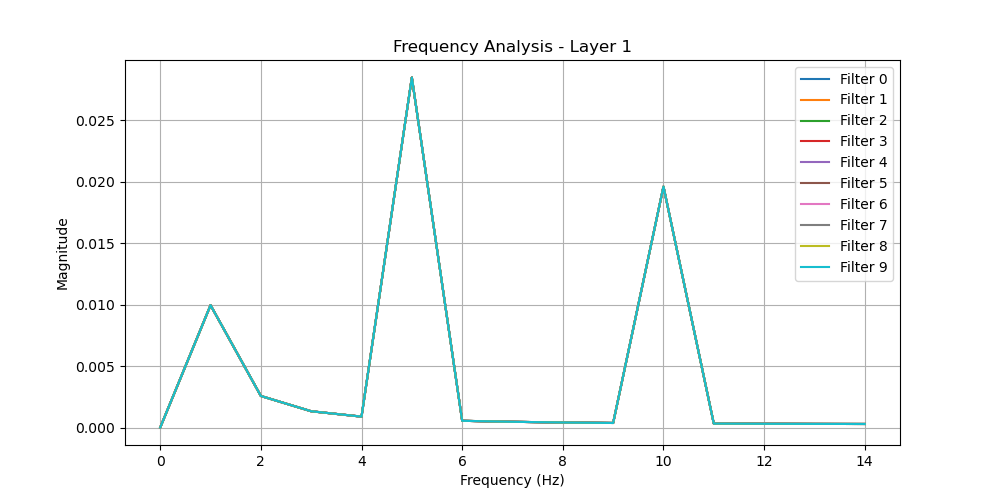 Frequency Analysis - Layer 1
Filter 0
Filter 1
Filter 2
Filter 3
Filter 4
Filter 5
Filter 6
Filter 7
Filter 8
Filter 9
0.025
0.020
0.015
0.010
0.005
0.000
Magnitude
0 2 4 6 8 10 12 14
Frequency (Hz)